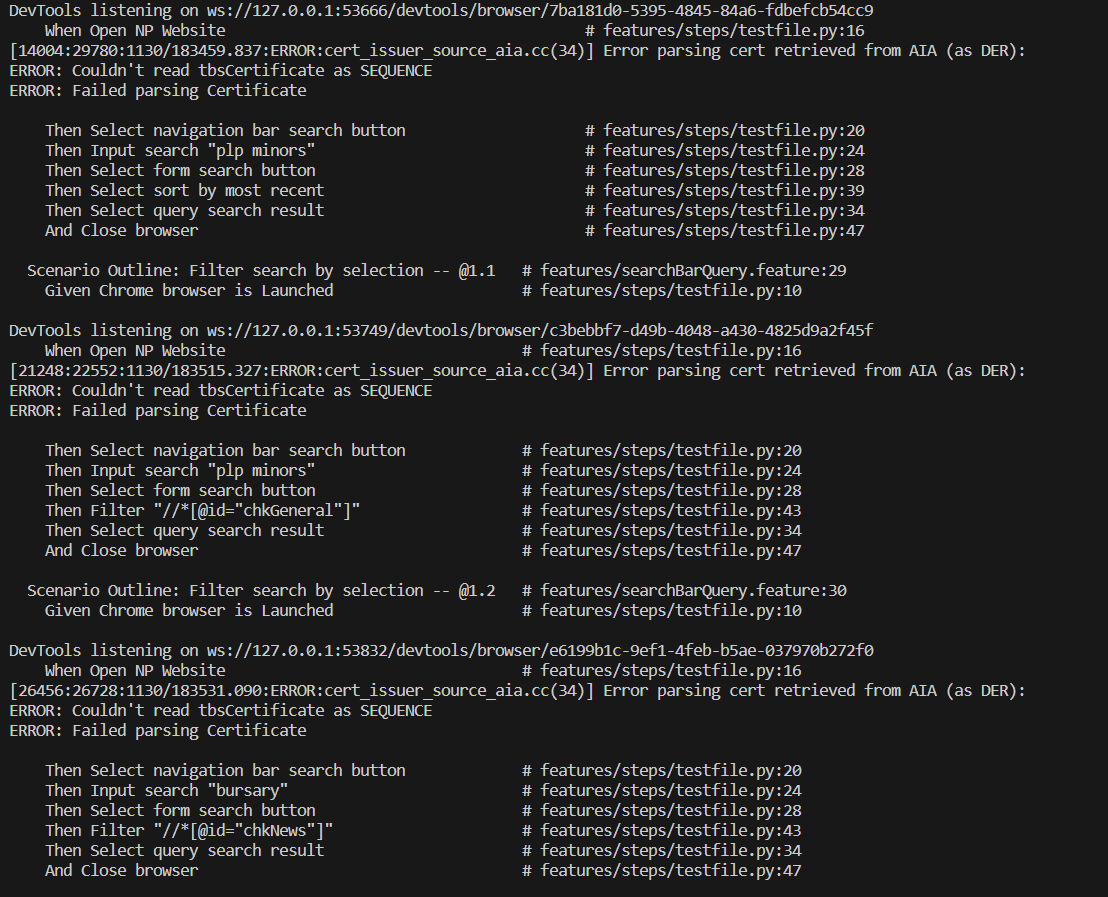 DevTools listening on ws://127.0.0.1:53666/devtools/browser/7ba181d0-5395-4845-84a6-fdbefcb54cc9
When Open NP Website # features/steps/testfile.py:16
[14004:29780:1130/183459.837:ERROR:cert_issuer_source_aia.cc(34)] Error parsing cert retrieved from AIA (as DER):
ERROR: Couldn't read tbsCertificate as SEQUENCE
ERROR: Failed parsing Certificate
Then Select navigation bar search button # features/steps/testfile.py:20
Then Input search "plp minors" # features/steps/testfile.py:24
Then Select form search button # features/steps/testfile.py:28
Then Select sort by most recent # features/steps/testfile.py:39
Then Select query search result # features/steps/testfile.py:34
And Close browser # features/steps/testfile.py:47
Scenario Outline: Filter search by selection -- @1.1 # features/searchBarQuery.feature:29
Given Chrome browser is Launched # features/steps/testfile.py:10
DevTools listening on ws://127.0.0.1:53749/devtools/browser/c3bebbf7-d49b-4048-a430-4825d9a2f45f
When Open NP Website # features/steps/testfile.py:16
[21248:22552:1130/183515.327:ERROR:cert_issuer_source_aia.cc(34)] Error parsing cert retrieved from AIA (as DER):
ERROR: Couldn't read tbsCertificate as SEQUENCE
ERROR: Failed parsing Certificate
Then Select navigation bar search button # features/steps/testfile.py:20
Then Input search "plp minors" # features/steps/testfile.py:24
Then Select form search button # features/steps/testfile.py:28
Then Filter "//*[@id="chkGeneral"]" # features/steps/testfile.py:43
Then Select query search result # features/steps/testfile.py:34
And Close browser # features/steps/testfile.py:47
Scenario Outline: Filter search by selection -- @1.2 # features/searchBarQuery.feature:30
Given Chrome browser is Launched # features/steps/testfile.py:10
DevTools listening on ws://127.0.0.1:53832/devtools/browser/e6199b1c-9ef1-4feb-b5ae-037970b272f0
When Open NP Website # features/steps/testfile.py:16
[26456:26728:1130/183531.090:ERROR:cert_issuer_source_aia.cc(34)] Error parsing cert retrieved from AIA (as DER):
ERROR: Couldn't read tbsCertificate as SEQUENCE
ERROR: Failed parsing Certificate
Then Select navigation bar search button # features/steps/testfile.py:20
Then Input search "bursary" # features/steps/testfile.py:24
Then Select form search button # features/steps/testfile.py:28
Then Filter "//*[@id="chkNews"]" # features/steps/testfile.py:43
Then Select query search result # features/steps/testfile.py:34
And Close browser # features/steps/testfile.py:47